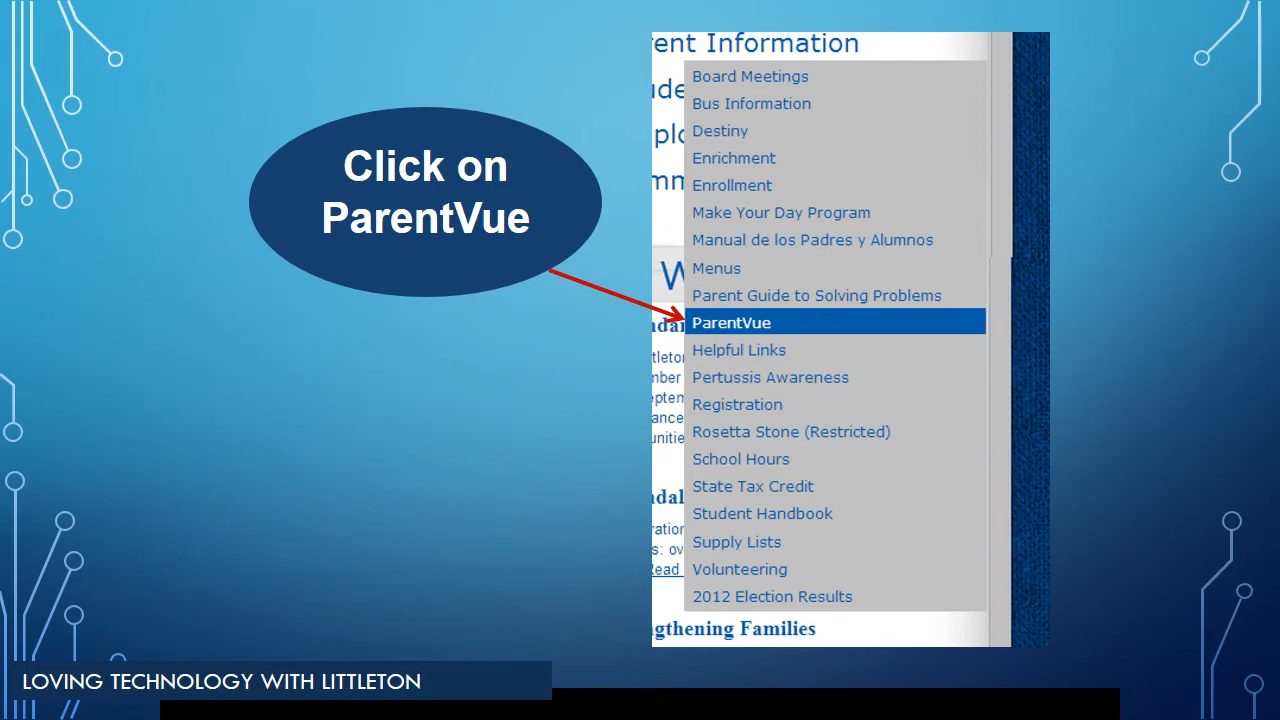 Click on
ParentVue
rent Information
Board Meetings
Bus Information
Destiny
Enrichment
Enrollment
Make Your Day Program
Manual de los Padres y Alumnos
Menus
Parent Guide to Solving Problems
ParentVue
Helpful Links
Pertussis Awareness
Registration
Rosetta Stone (Restricted)
School Hours
State Tax Credit
Student Handbook
Supply Lists
Volunteering
2012 Election Results
Read
gthening Families
LOVING TECHNOLOGY WITH LITTLETON